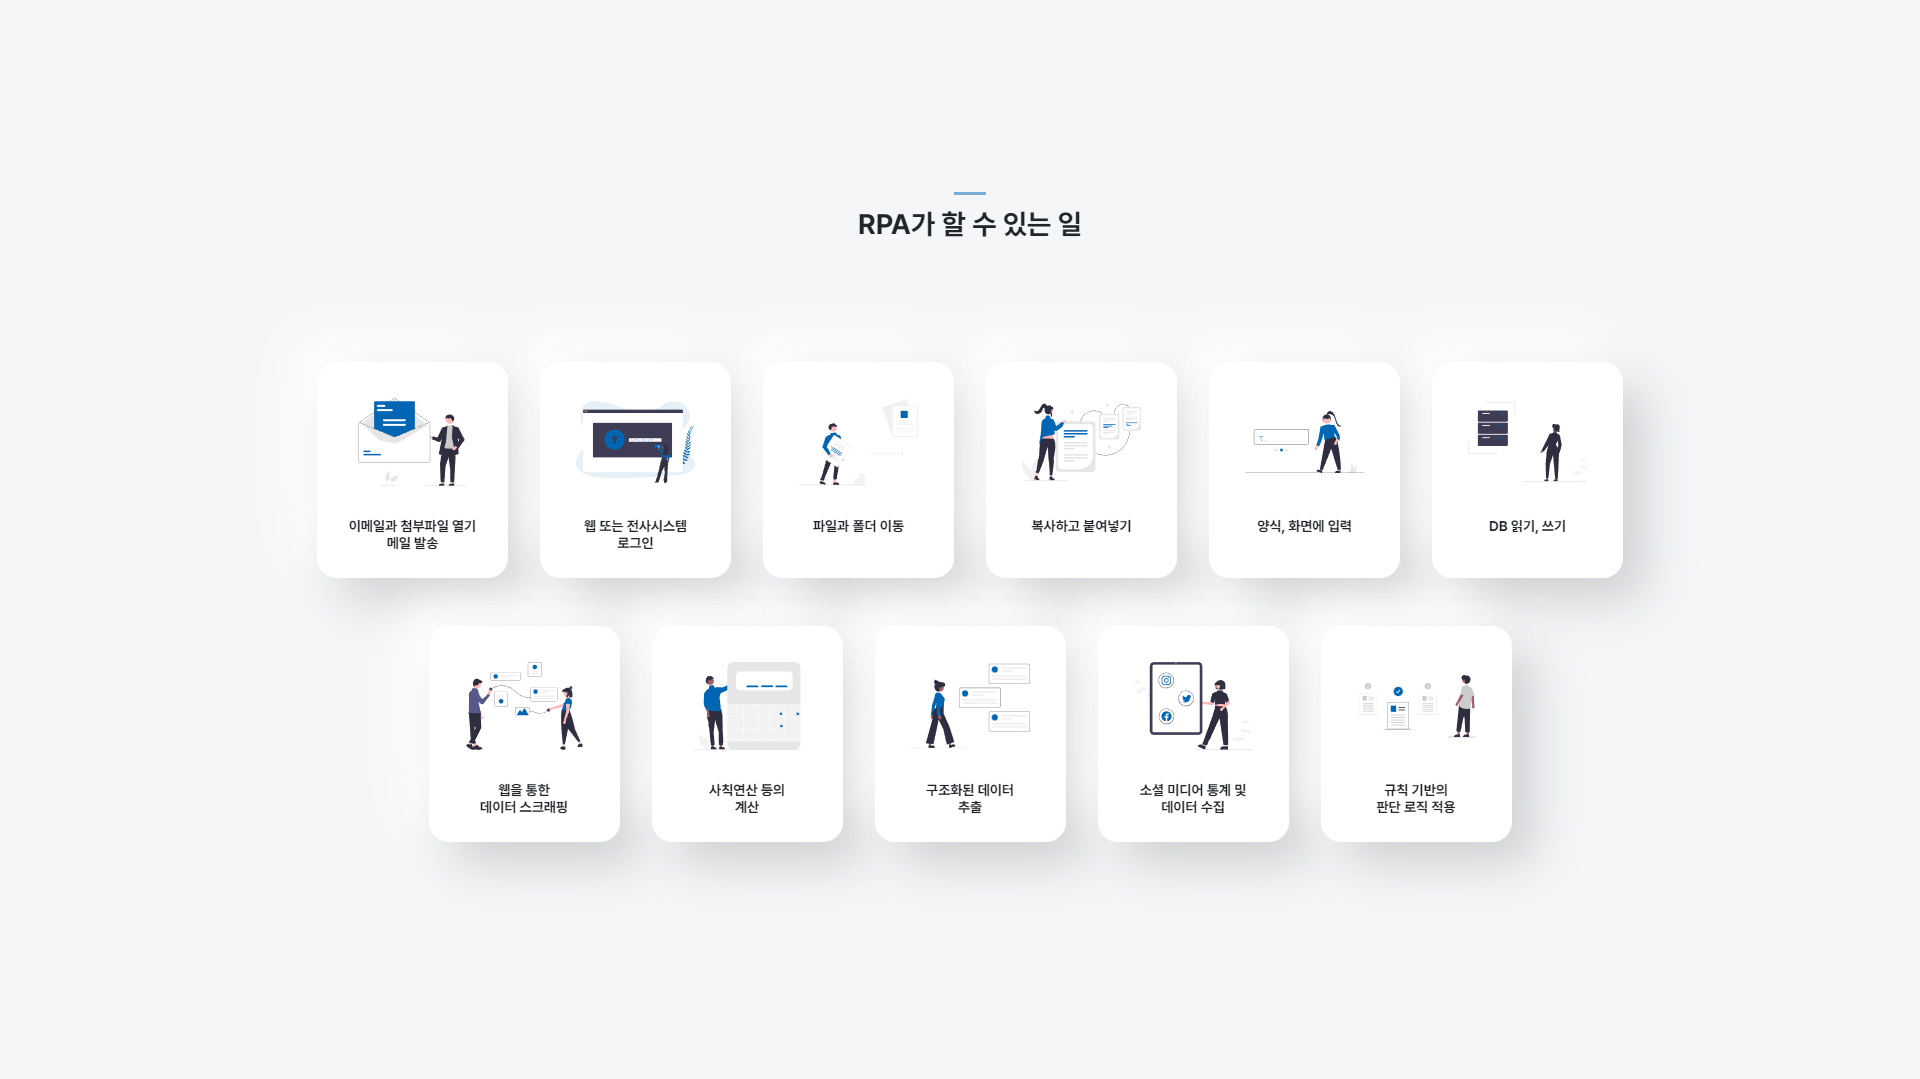 RPA가 할 수 있는 일
이메일과 첨부파일 열기
메일 발송
웹 또는 전사시스템
로그인
파일과 폴더 이동
복사하고 붙여넣기
양식, 화면에 입력
DB 읽기, 쓰기
웹을 통한
데이터 스크래핑
사칙연산 등의
계산
구조화된 데이터
추출
소셜 미디어 통계 및
데이터 수집
규칙 기반의
판단 로직 적용